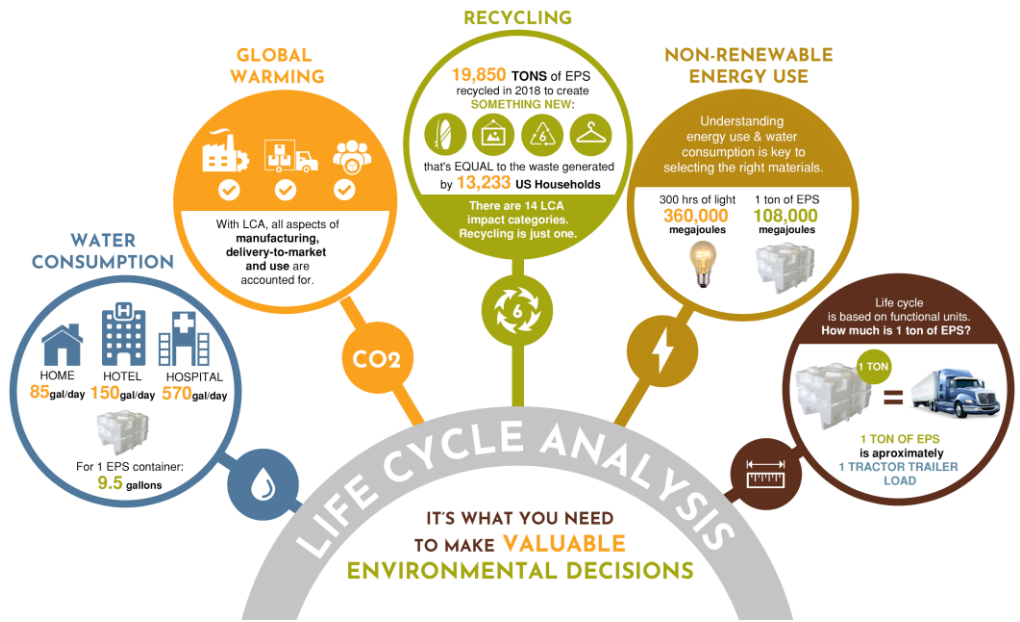 WATER
CONSUMPTION
HOME
HOTEL
HOSPITAL
85gal/day
150gal/day
570gal/day
For 1 EPS container:
9.5 gallons
GLOBAL
WARMING
With LCA, all aspects of
manufacturing,
delivery-to-market
and use are
accounted for.
CO2
RECYCLING
19,850 TONS of EPS
recycled in 2018 to create
SOMETHING NEW:
6
that's EQUAL to the waste generated
by 13,233 US Households
There are 14 LCA
impact categories.
Recycling is just one.
6
NON-RENEWABLE
ENERGY USE
Understanding
energy use & water
consumption is key to
selecting the right materials.
300 hrs of light
360,000
megajoules
1 ton of EPS
108,000
megajoules
Life cycle
is based on functional units.
How much is 1 ton of EPS?
1 TON
=
1 TON OF EPS
is aproximately
1 TRACTOR TRAILER
LOAD
LIFE CYCLE ANALYSIS
IT'S WHAT YOU NEED
TO MAKE VALUABLE
ENVIRONMENTAL DECISIONS